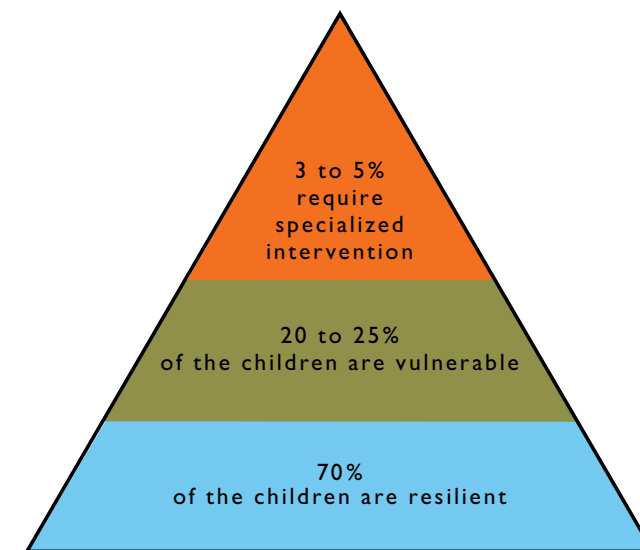 3 to 5%
require
specialized
intervention
20 to 25%
of the children are vulnerable
70%
of the children are resilient